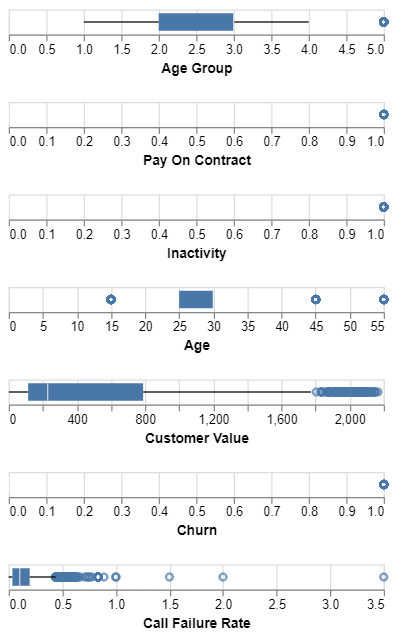 0.0 0.5 1.0 1.5 2.0 2.5 3.0 3.5 4.0 4.5 5.0
Age Group
0.0 0.1 0.2 0.3 0.4 0.5 0.6 0.7 0.8 0.9 1.0
Pay On Contract
0.0 0.1 0.2 0.3 0.4 0.5 0.6 0.7 0.8 0.9 1.0
Inactivity
0 5 10 15 20 25 30 35 40 45 50 55
Age
0 400 800 1,200 1,600 2,000
Customer Value
0.0 0.1 0.2 0.3 0.4 0.5 0.6 0.7 0.8 0.9 1.0
Churn
0.0 0.5 1.0 1.5 2.0 2.5 3.0 3.5
Call Failure Rate